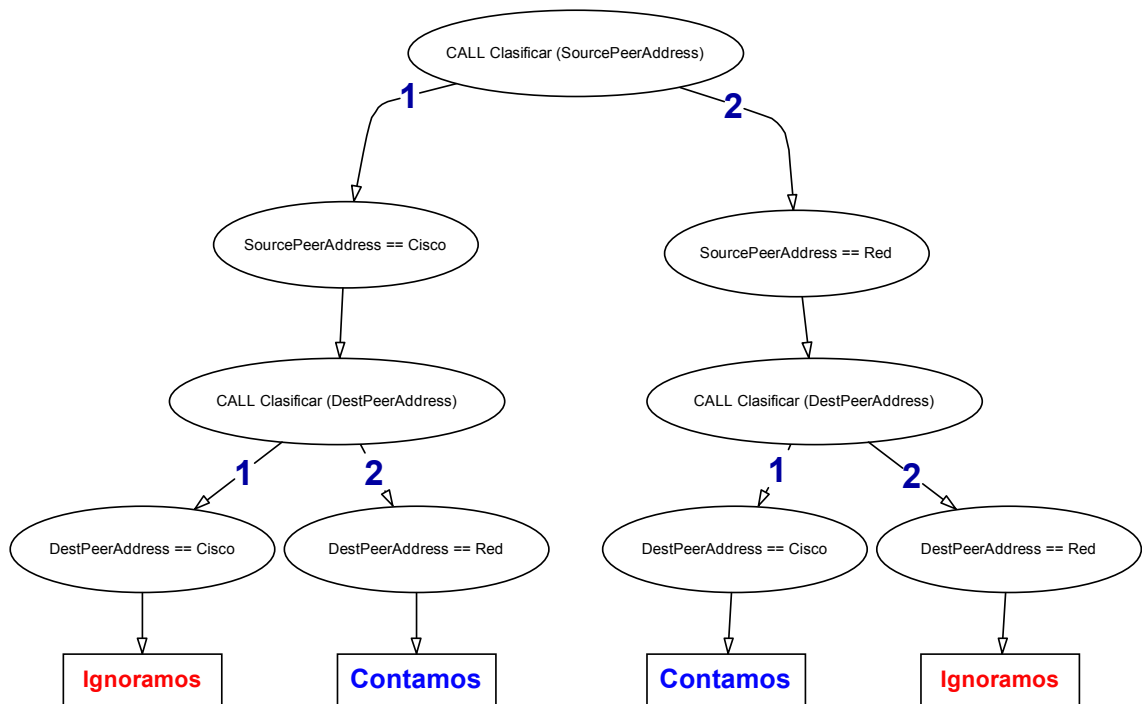 CALL Clasificar (SourcePeerAddress)
1
2
SourcePeerAddress == Cisco
SourcePeerAddress == Red
CALL Clasificar (DestPeerAddress)
CALL Clasificar (DestPeerAddress)
1
2
1
2
DestPeerAddress == Cisco
DestPeerAddress == Red
DestPeerAddress == Cisco
DestPeerAddress == Red
Ignoramos
Contamos
Contamos
Ignoramos